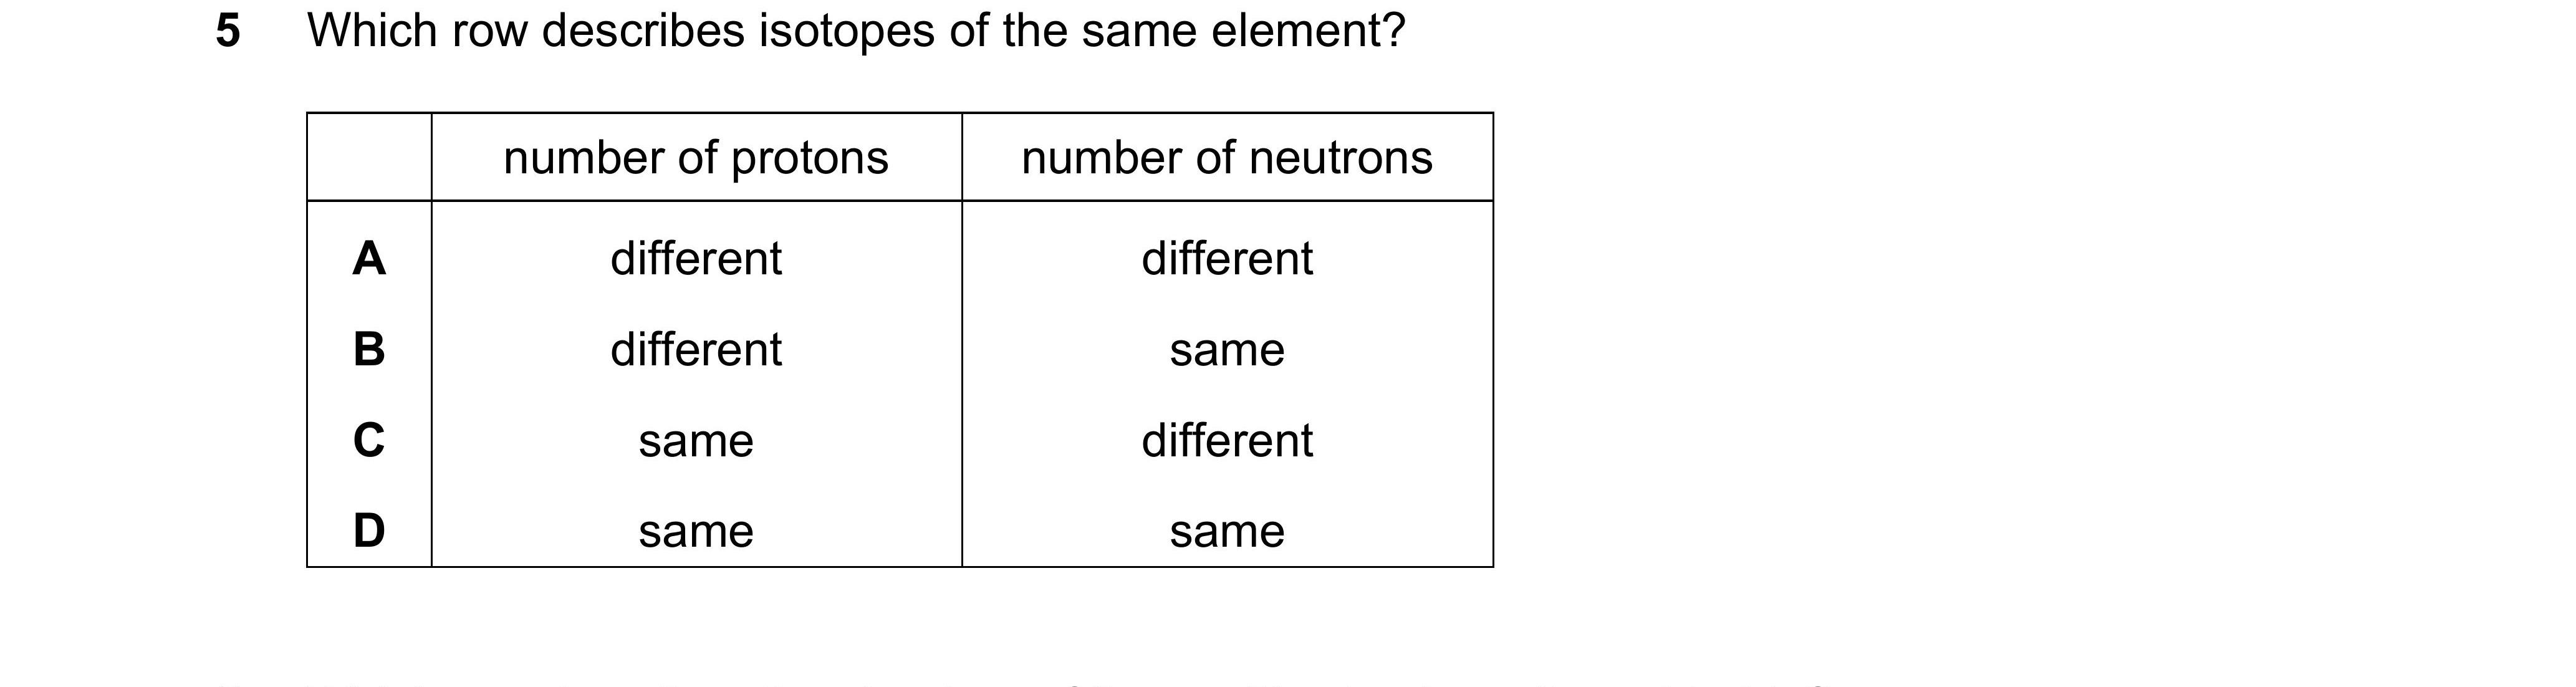 5 Which row describes isotopes of the same element?
number of protons number of neutrons
A different different
B different same
C same different
D same same